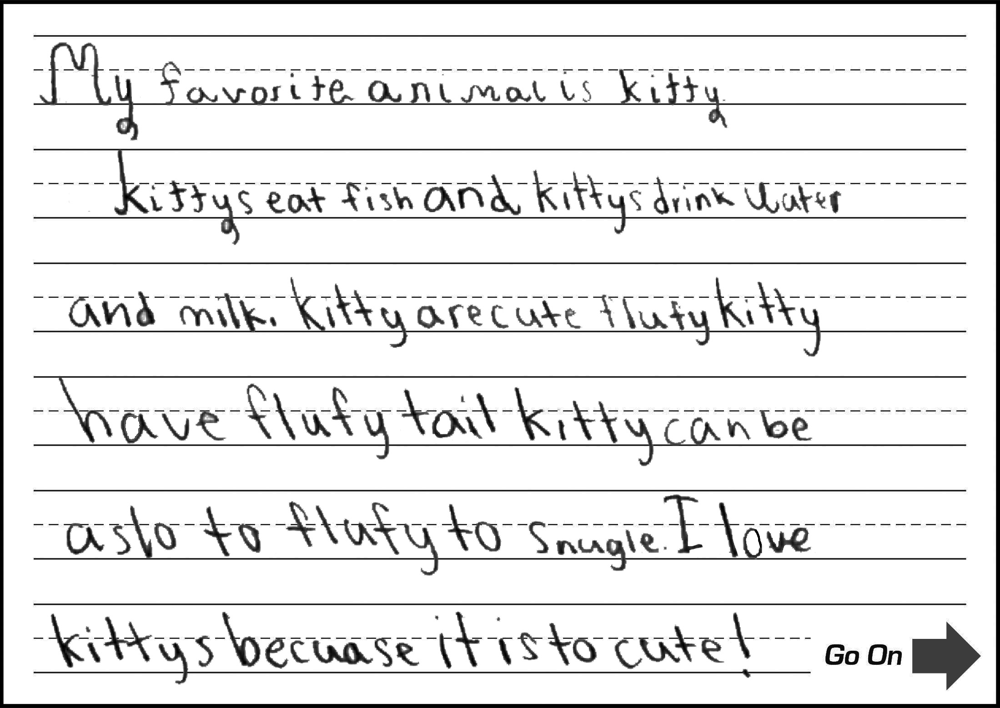 My favorite animal is kitty
kittys eat fish and kittys drink water
and milk. kitty are cute flufy kitty
have flufy tail kitty can be
aslo to flufy to snugle. I love
kittys becuase it is to cute!
Go On